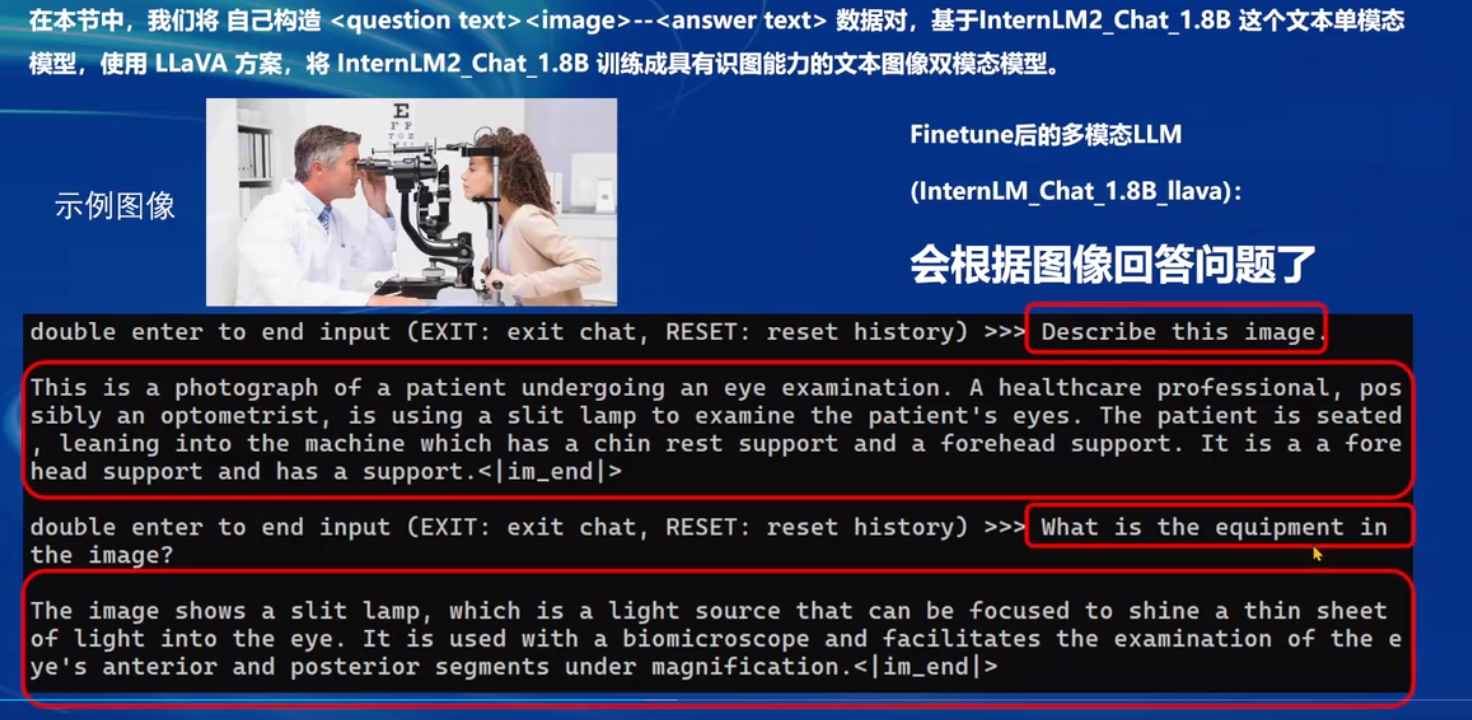 在本节中，我们将 自己构造 <question text><image>--<answer text> 数据对，基于InternLM2_Chat_1.8B 这个文本单模态
模型，使用 LLaVA 方案，将 InternLM2_Chat_1.8B 训练成具有识图能力的文本图像双模态模型。
E
F P
T O Z
示例图像
Finetune后的多模态LLM
(InternLM_Chat_1.8B_llava)：
会根据图像回答问题了
double enter to end input (EXIT: exit chat, RESET: reset history) >>> Describe this image.
This is a photograph of a patient undergoing an eye examination. A healthcare professional, pos
sibly an optometrist, is using a slit lamp to examine the patient's eyes. The patient is seated
, leaning into the machine which has a chin rest support and a forehead support. It is a a fore
head support and has a support.<|im_end|>
double enter to end input (EXIT: exit chat, RESET: reset history) >>> What is the equipment in
the image?
The image shows a slit lamp, which is a light source that can be focused to shine a thin sheet
of light into the eye. It is used with a biomicroscope and facilitates the examination of the e
ye's anterior and posterior segments under magnification.<|im_end|>